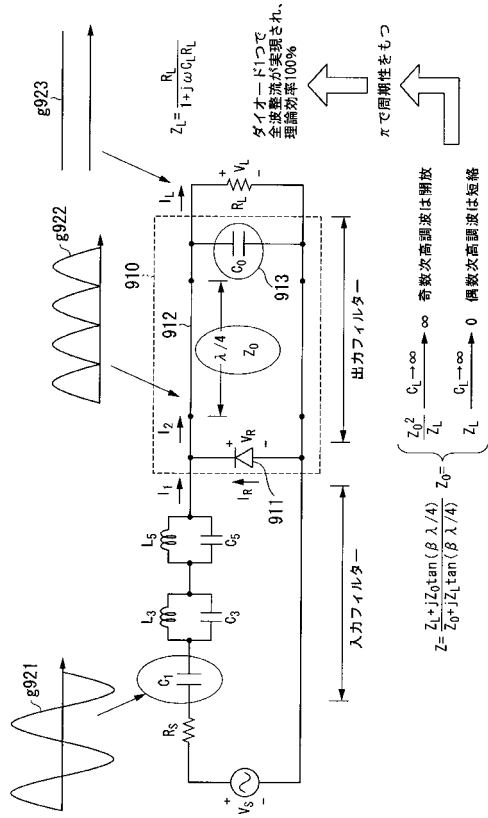 g921
g922
g923
910
912
V_S
+
−
R_S
C_1
L_3
C_3
L_5
C_5
I_1
I_2
I_R
V_R
+
−
911
λ/4
Z_0
C_0
913
I_L
+
V_L
−
R_L
Z_L = R_L / (1+jωC_L R_L)
入力フィルター
出力フィルター
Z = (Z_L+jZ_0tan(βλ/4)) / (Z_0+jZ_Ltan(βλ/4)) Z_0 =
Z_0^2 / Z_L C_L→∞ ∞ 奇数次高調波は開放
Z_L C_L→∞ 0 偶数次高調波は短絡
πで周期性をもつ
ダイオード1つで
全波整流が実現され、
理論効率100%